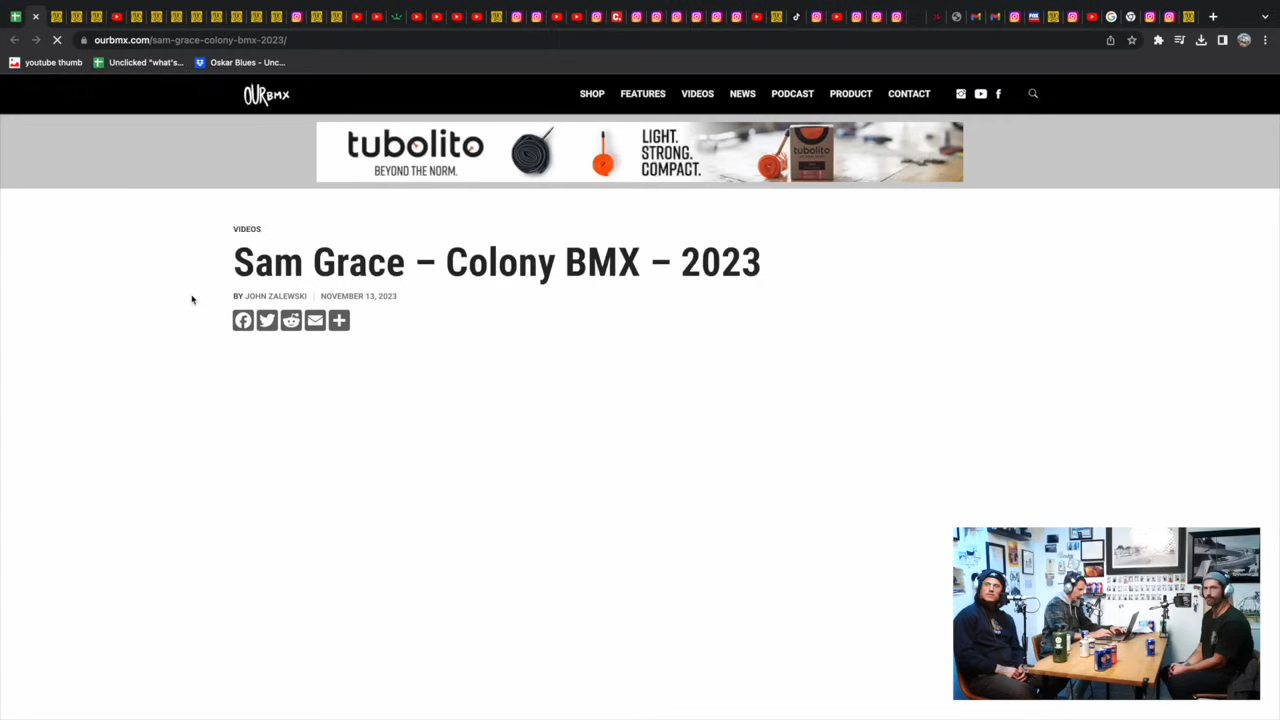 ourbmx.com/sam-grace-colony-bmx-2023/
youtube thumb
Unclicked "what's...
Oskar Blues - Unc...
OUR BMX
SHOP
FEATURES
VIDEOS
NEWS
PODCAST
PRODUCT
CONTACT
tubolito
BEYOND THE NORM.
LIGHT.
STRONG.
COMPACT.
VIDEOS
Sam Grace – Colony BMX – 2023
BY JOHN ZALEWSKI | NOVEMBER 13, 2023